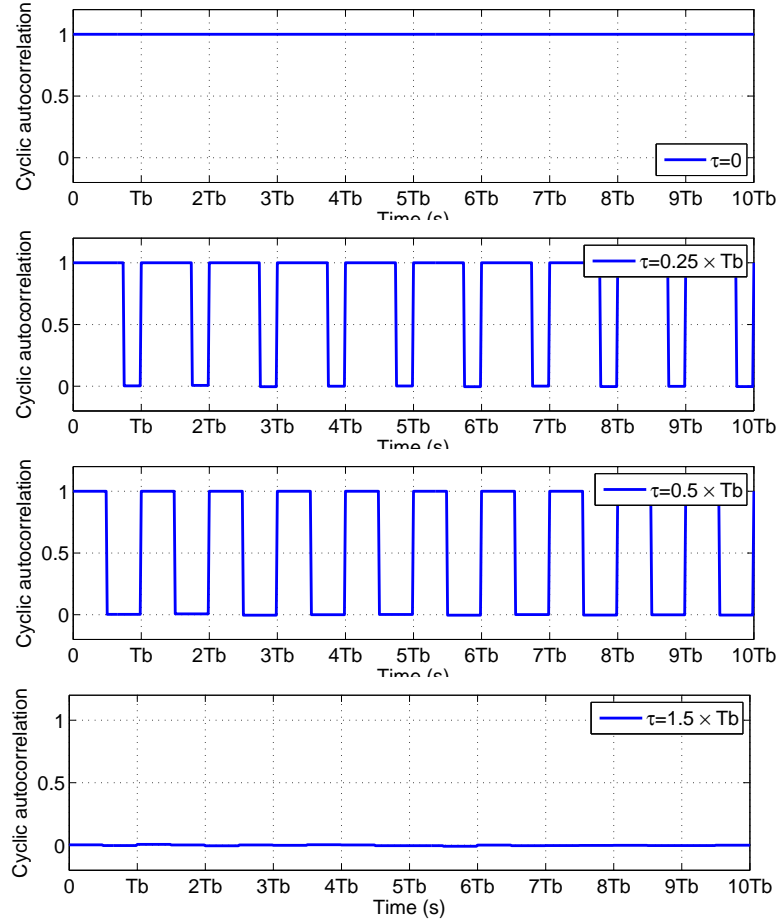 Cyclic autocorrelation
1
0.5
0
τ=0
0 Tb 2Tb 3Tb 4Tb 5Tb 6Tb 7Tb 8Tb 9Tb 10Tb
Time (s)
Cyclic autocorrelation
1
0.5
0
τ=0.25 × Tb
0 Tb 2Tb 3Tb 4Tb 5Tb 6Tb 7Tb 8Tb 9Tb 10Tb
Time (s)
Cyclic autocorrelation
1
0.5
0
τ=0.5 × Tb
0 Tb 2Tb 3Tb 4Tb 5Tb 6Tb 7Tb 8Tb 9Tb 10Tb
Time (s)
Cyclic autocorrelation
1
0.5
0
τ=1.5 × Tb
0 Tb Tb 3Tb 4Tb 5Tb 6Tb 7Tb 8Tb 9Tb 10Tb
Time (s)